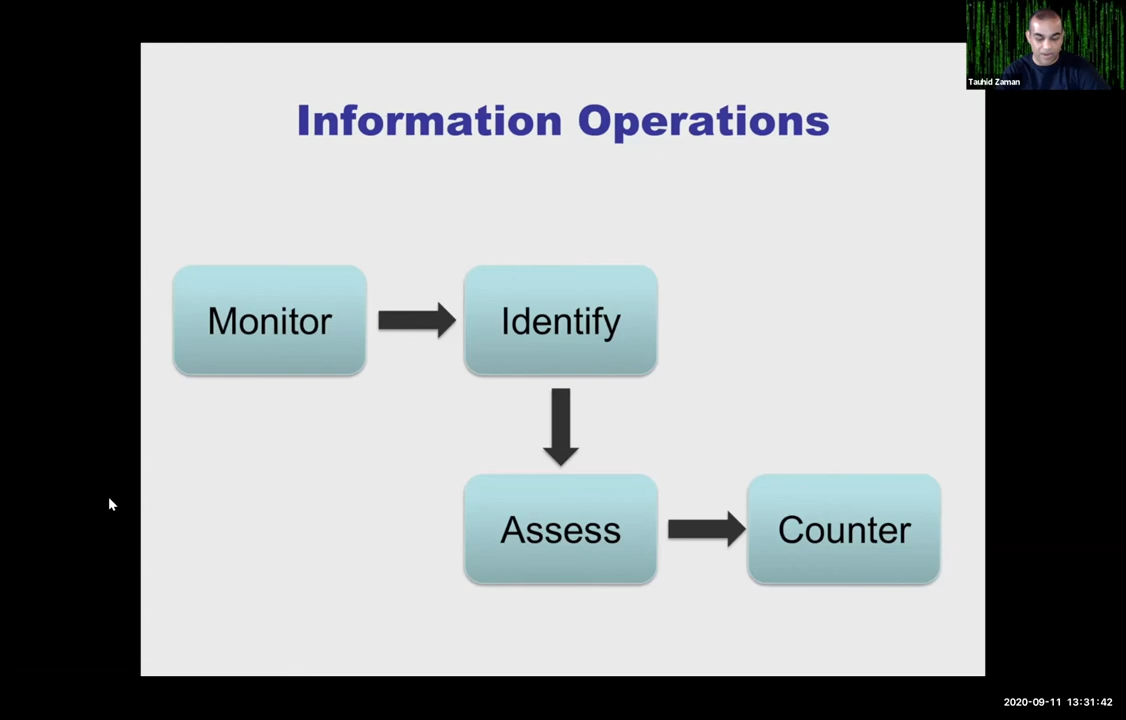 Tauhid Zaman
Information Operations
Monitor
Identify
Assess
Counter
2020-09-11 13:31:42